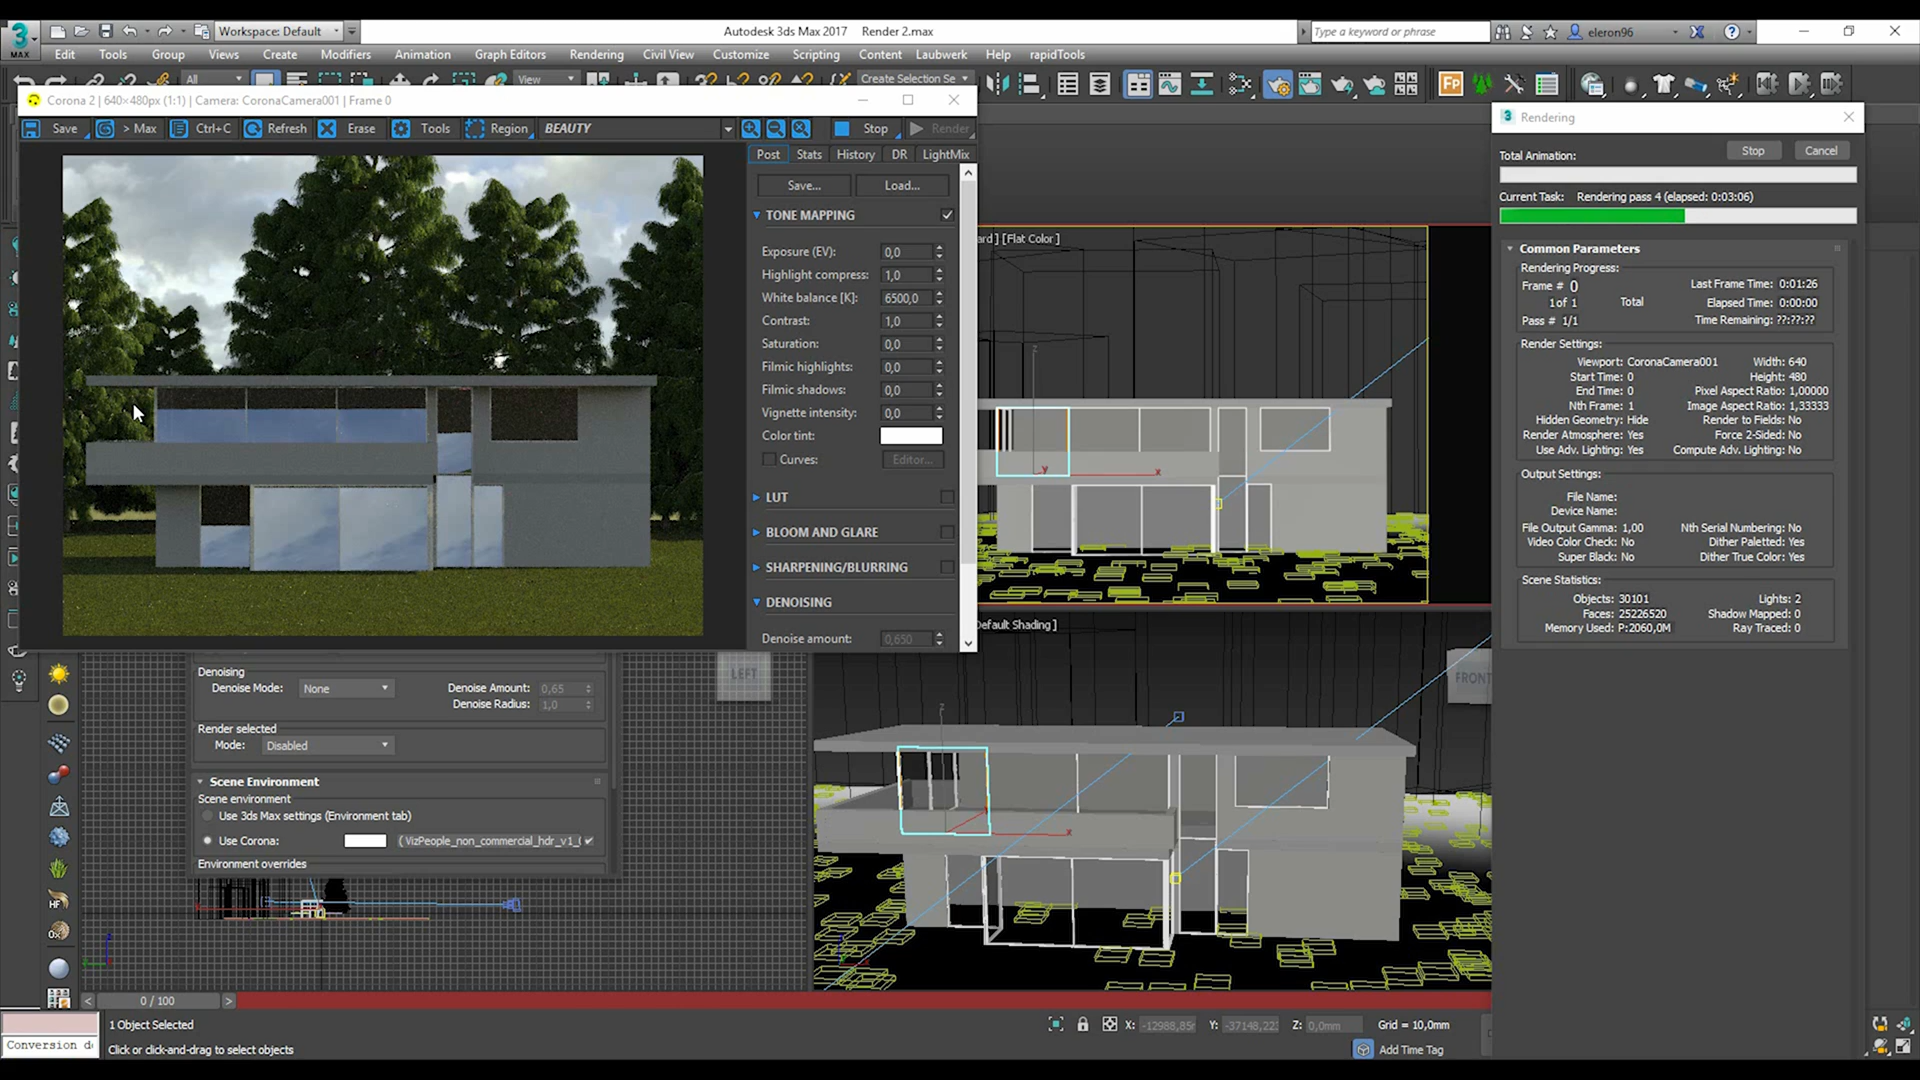 Workspace: Default
Autodesk 3ds Max 2017 Render 2.max
Type a keyword or phrase
eleron96
MAX
Edit Tools Group Views Create Modifiers Animation Graph Editors Rendering Civil View Customize Scripting Content Laubwerk Help rapidTools
All
View
Create Selection Se
Fp
Corona 2 | 640×480px (1:1) | Camera: CoronaCamera001 | Frame 0
Save > Max Ctrl+C Refresh Erase Tools Region BEAUTY Stop Render
Post Stats History DR LightMix
Save... Load...
TONE MAPPING
Exposure (EV): 0,0
Highlight compress: 1,0
White balance [K]: 6500,0
Contrast: 1,0
Saturation: 0,0
Filmic highlights: 0,0
Filmic shadows: 0,0
Vignette intensity: 0,0
Color tint:
Curves: Editor...
LUT
BLOOM AND GLARE
SHARPENING/BLURRING
DENOISING
Denoise amount: 0,650
ard ] [Flat Color ]
z
y x
Default Shading ]
LEFT
FRONT
z
x
Denoising
Denoise Mode: None Denoise Amount: 0,65
Denoise Radius: 1,0
Render selected
Mode: Disabled
Scene Environment
Scene environment
Use 3ds Max settings (Environment tab)
Use Corona: ( VizPeople_non_commercial_hdr_v1_(
Environment overrides
HF
Ox
0 / 100
1 Object Selected
Click or click-and-drag to select objects
X: -12988,85 Y: -37148,22 Z: 0,0mm Grid = 10,0mm
Add Time Tag
Rendering
Total Animation: Stop Cancel
Current Task: Rendering pass 4 (elapsed: 0:03:06)
Common Parameters
Rendering Progress:
Frame # 0 Last Frame Time: 0:01:26
1 of 1 Total Elapsed Time: 0:00:00
Pass # 1/1 Time Remaining: ??:??:??
Render Settings:
Viewport: CoronaCamera001 Width: 640
Start Time: 0 Height: 480
End Time: 0 Pixel Aspect Ratio: 1,00000
Nth Frame: 1 Image Aspect Ratio: 1,33333
Hidden Geometry: Hide Render to Fields: No
Render Atmosphere: Yes Force 2-Sided: No
Use Adv. Lighting: Yes Compute Adv. Lighting: No
Output Settings:
File Name:
Device Name:
File Output Gamma: 1,00 Nth Serial Numbering: No
Video Color Check: No Dither Paletted: Yes
Super Black: No Dither True Color: Yes
Scene Statistics:
Objects: 30101 Lights: 2
Faces: 25226520 Shadow Mapped: 0
Memory Used: P:2060,0M Ray Traced: 0